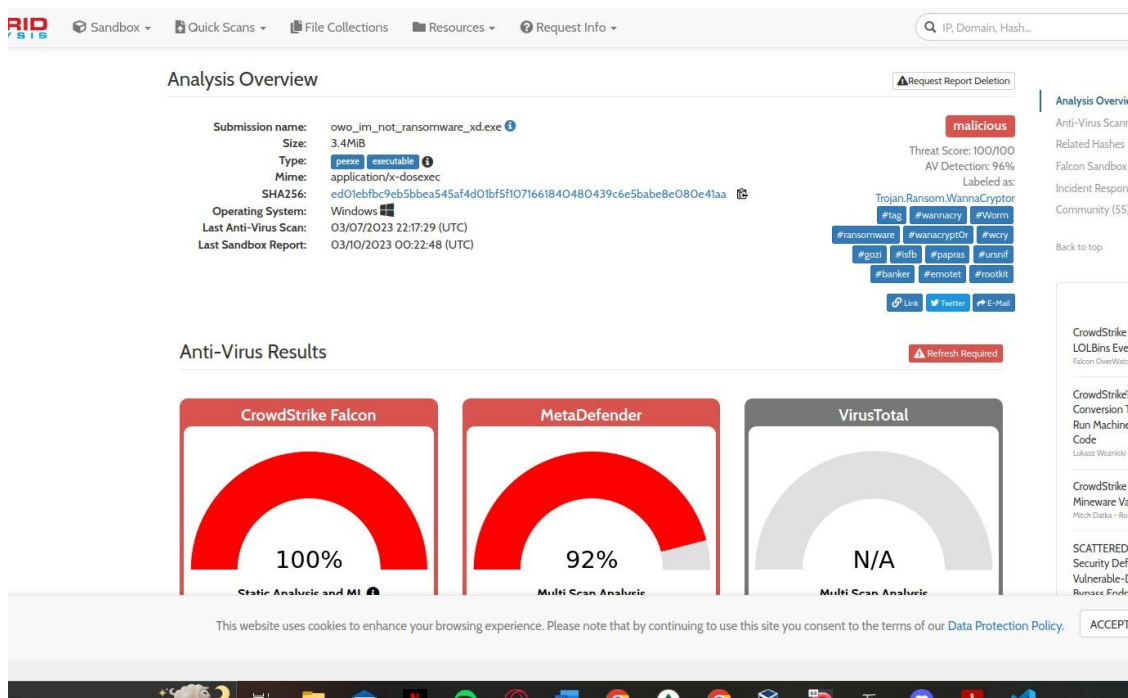 RID
YSIS
Sandbox
Quick Scans
File Collections
Resources
Request Info
IP, Domain, Hash...
Analysis Overview
Request Report Deletion
Submission name: owo_im_not_ransomware_xd.exe
Size: 3.4MiB
Type: peexe executable
Mime: application/x-dosexec
SHA256: ed01ebfbc9eb5bbea545af4d01bf5f1071661840480439c6e5babe8e080e41aa
Operating System: Windows
Last Anti-Virus Scan: 03/07/2023 22:17:29 (UTC)
Last Sandbox Report: 03/10/2023 00:22:48 (UTC)
malicious
Threat Score: 100/100
AV Detection: 96%
Labeled as:
Trojan.Ransom.WannaCryptor
#tag #wannacry #Worm
#ransomware #wanacrypt0r #wcry
#gozi #isfb #papras #ursnif
#banker #emotet #rootkit
Link Twitter E-Mail
Anti-Virus Results
Refresh Required
CrowdStrike Falcon
100%
Static Analysis and ML
MetaDefender
92%
Multi Scan Analysis
VirusTotal
N/A
Multi Scan Analysis
Analysis Overvie
Anti-Virus Scann
Related Hashes
Falcon Sandbox
Incident Respon
Community (55)
Back to top
CrowdStrike
LOLBins Eve
Falcon OverWatc
CrowdStrike'
Conversion T
Run Machine
Code
Lukasz Woznicki
CrowdStrike
Mineware Va
Mitch Datka - Ro
SCATTERED
Security Def
Vulnerable-D
Bypass Endp
This website uses cookies to enhance your browsing experience. Please note that by continuing to use this site you consent to the terms of our Data Protection Policy.
ACCEPT